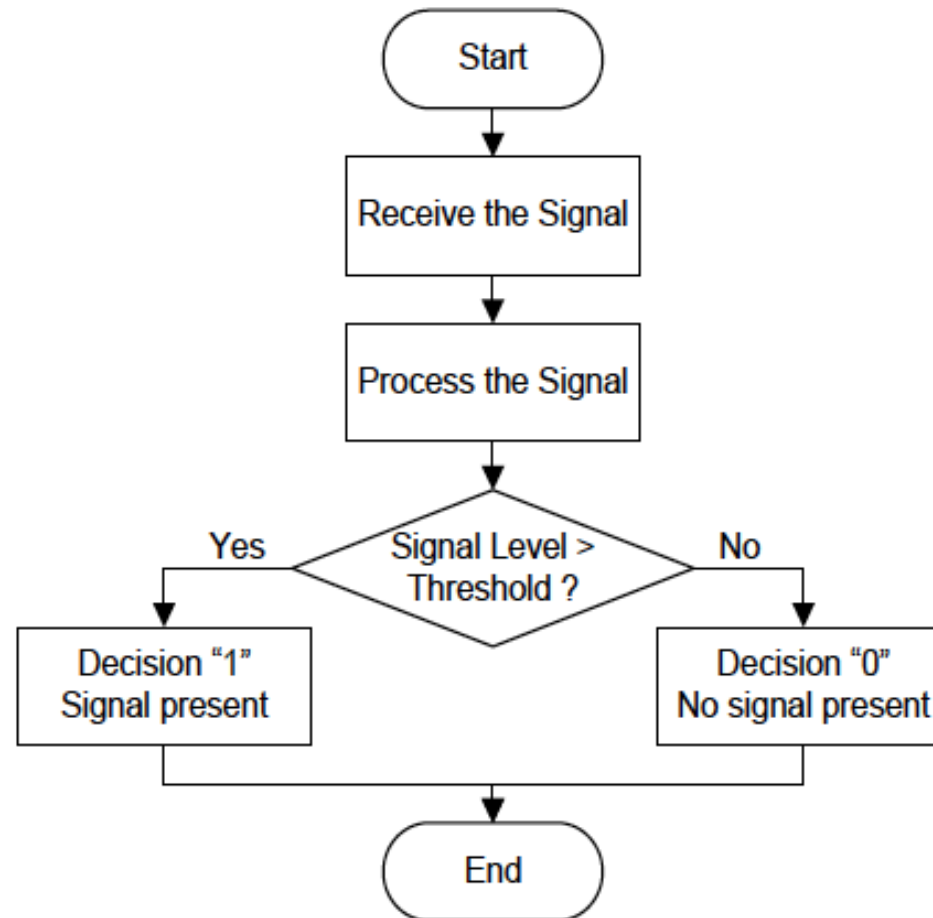 Start
Receive the Signal
Process the Signal
Yes
Signal Level >
Threshold ?
No
Decision “1”
Signal present
Decision “0”
No signal present
End